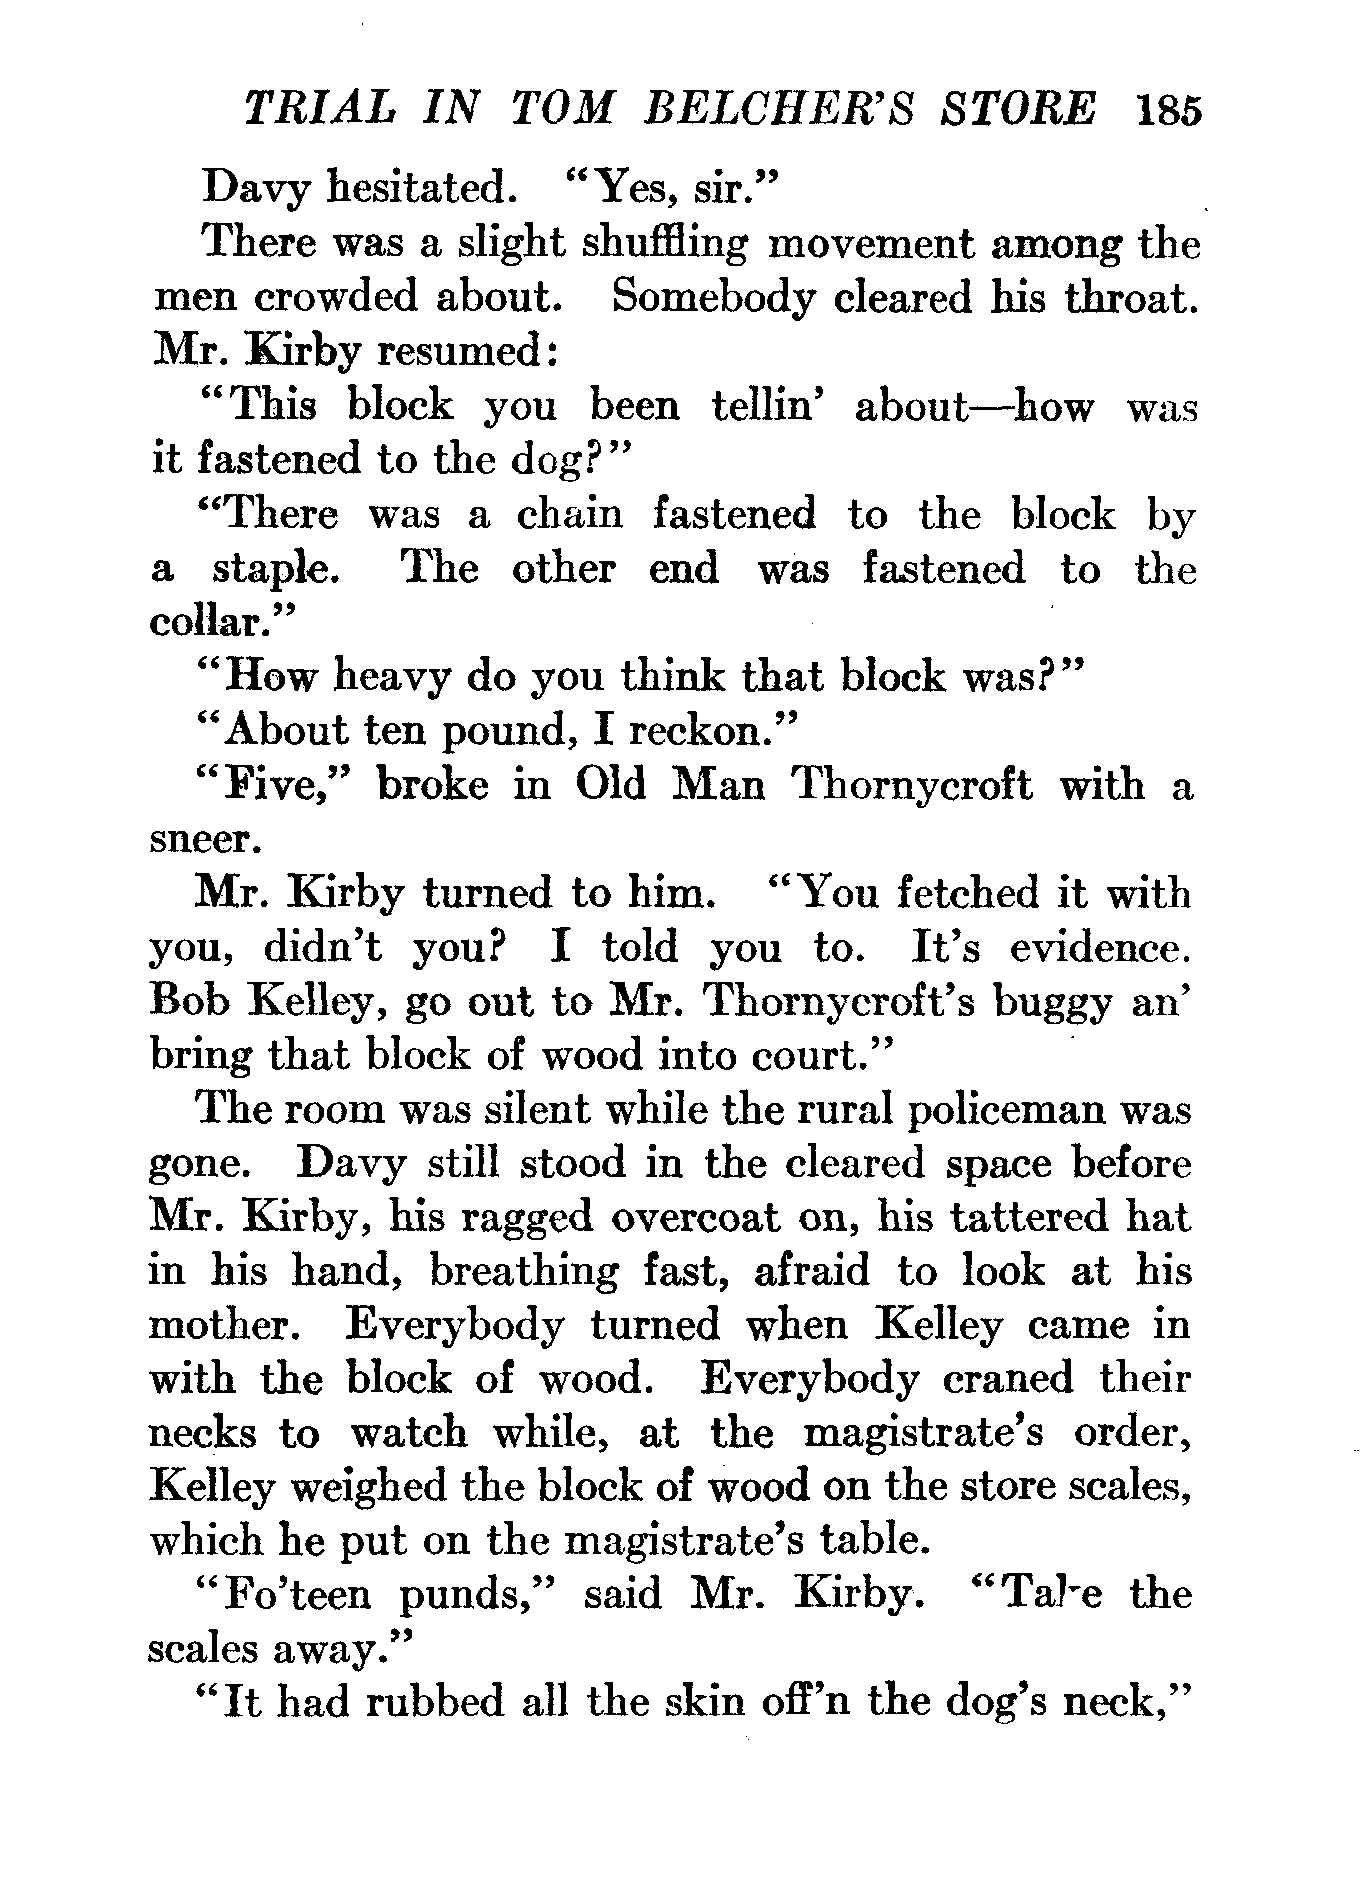 TRIAL IN TOM BELCHER'S STORE 185
Davy hesitated. "Yes, sir."
There was a slight shuffling movement among the
men crowded about. Somebody cleared his throat.
Mr. Kirby resumed:
"This block you been tellin' about—how was
it fastened to the dog?"
"There was a chain fastened to the block by
a staple. The other end was fastened to the
collar."
"How heavy do you think that block was?"
"About ten pound, I reckon."
"Five," broke in Old Man Thornycroft with a
sneer.
Mr. Kirby turned to him. "You fetched it with
you, didn't you? I told you to. It's evidence.
Bob Kelley, go out to Mr. Thornycroft's buggy an'
bring that block of wood into court."
The room was silent while the rural policeman was
gone. Davy still stood in the cleared space before
Mr. Kirby, his ragged overcoat on, his tattered hat
in his hand, breathing fast, afraid to look at his
mother. Everybody turned when Kelley came in
with the block of wood. Everybody craned their
necks to watch while, at the magistrate's order,
Kelley weighed the block of wood on the store scales,
which he put on the magistrate's table.
"Fo'teen punds," said Mr. Kirby. "Take the
scales away."
"It had rubbed all the skin off'n the dog's neck,"